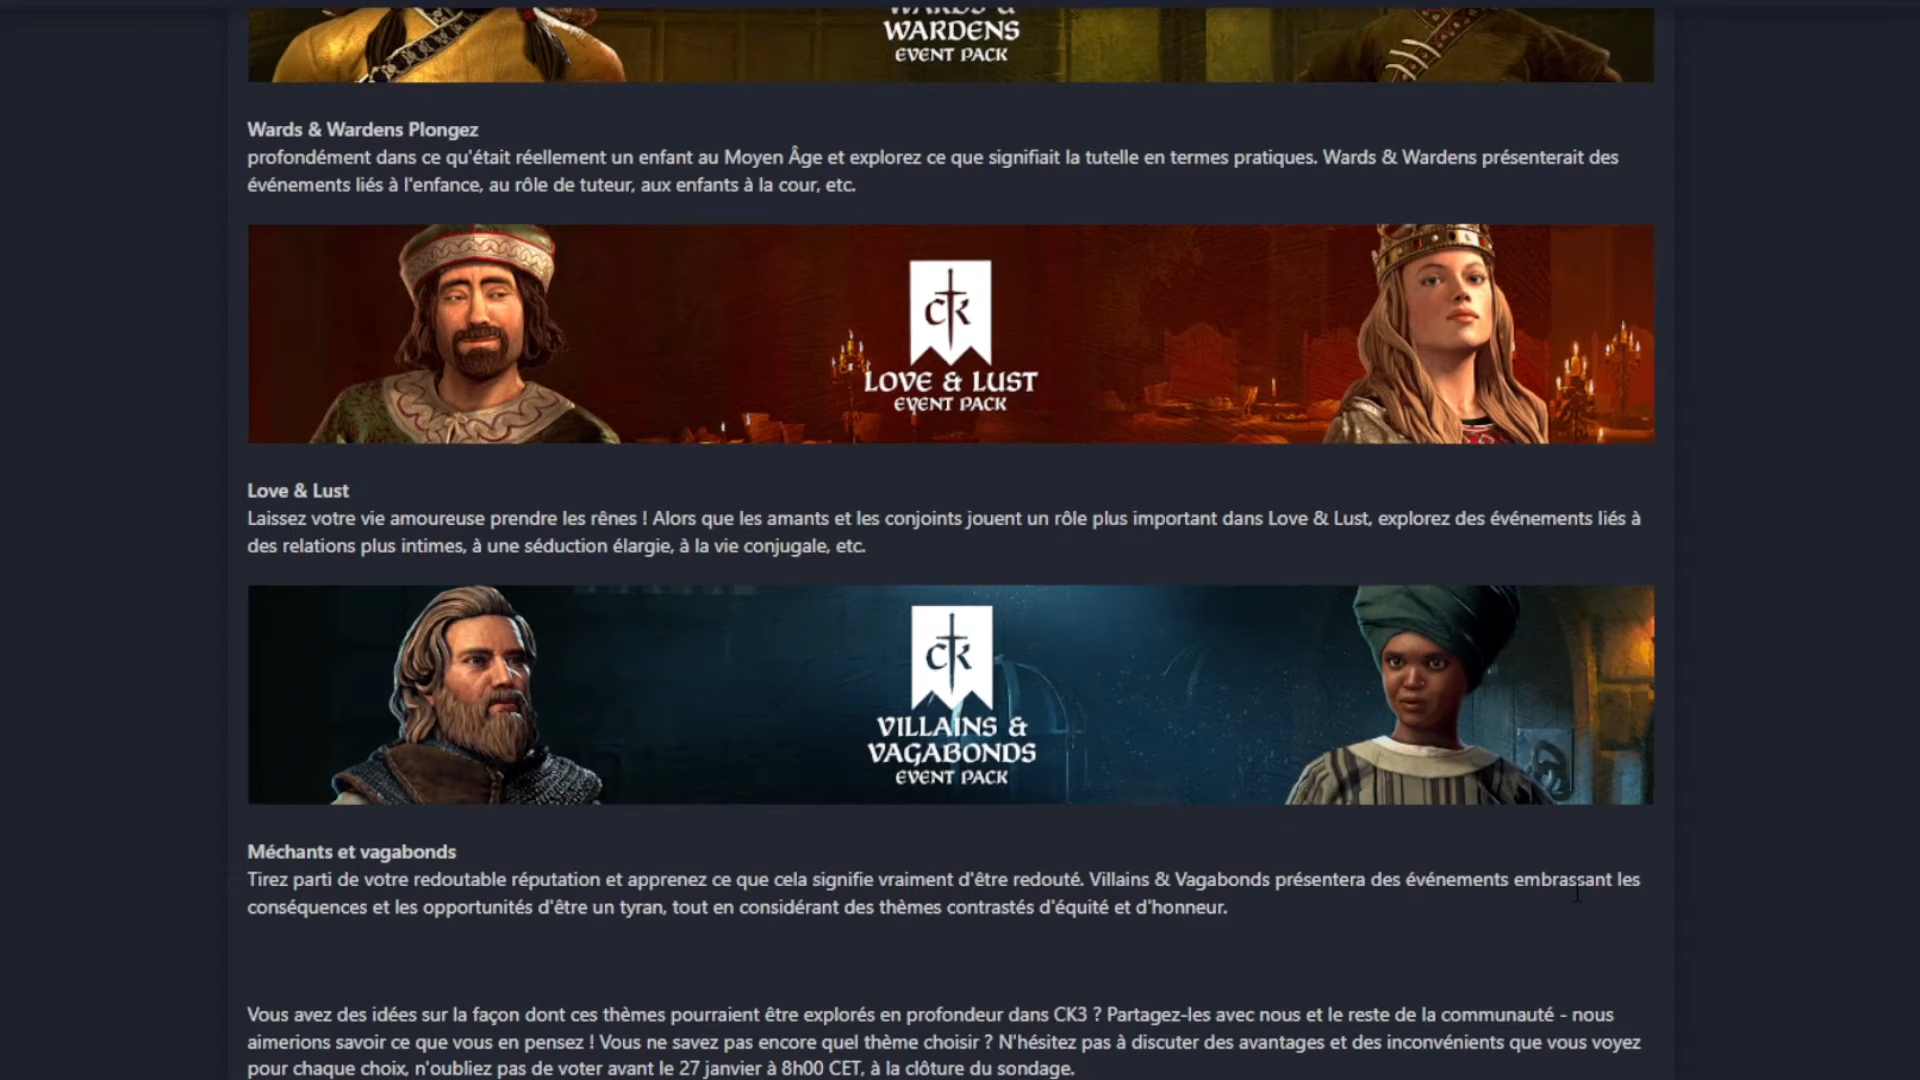 WARDS &
WARDENS
EVENT PACK
Wards & Wardens Plongez
profondément dans ce qu'était réellement un enfant au Moyen Âge et explorez ce que signifiait la tutelle en termes pratiques. Wards & Wardens présenterait des
événements liés à l'enfance, au rôle de tuteur, aux enfants à la cour, etc.
CK
LOVE & LUST
EVENT PACK
Love & Lust
Laissez votre vie amoureuse prendre les rênes ! Alors que les amants et les conjoints jouent un rôle plus important dans Love & Lust, explorez des événements liés à
des relations plus intimes, à une séduction élargie, à la vie conjugale, etc.
CK
VILLAINS &
VAGABONDS
EVENT PACK
Méchants et vagabonds
Tirez parti de votre redoutable réputation et apprenez ce que cela signifie vraiment d'être redouté. Villains & Vagabonds présentera des événements embrassant les
conséquences et les opportunités d'être un tyran, tout en considérant des thèmes contrastés d'équité et d'honneur.
Vous avez des idées sur la façon dont ces thèmes pourraient être explorés en profondeur dans CK3 ? Partagez-les avec nous et le reste de la communauté - nous
aimerions savoir ce que vous en pensez ! Vous ne savez pas encore quel thème choisir ? N'hésitez pas à discuter des avantages et des inconvénients que vous voyez
pour chaque choix, n'oubliez pas de voter avant le 27 janvier à 8h00 CET, à la clôture du sondage.